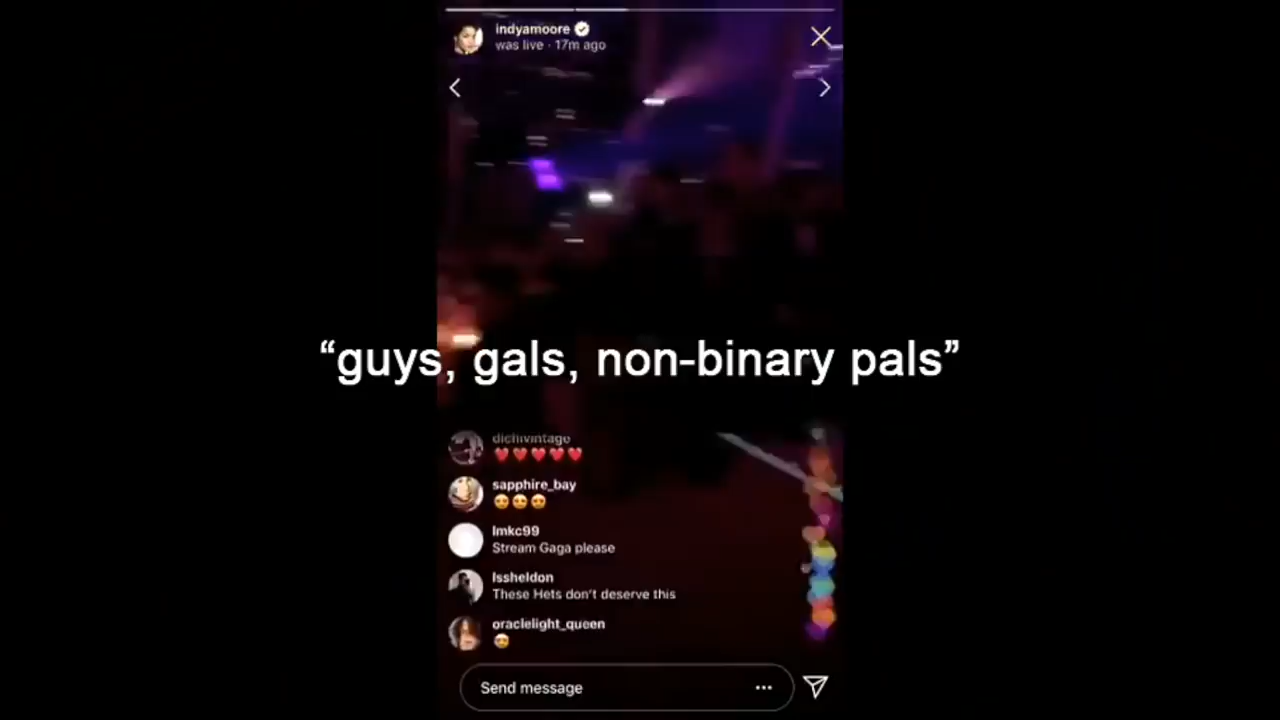 indyamoore
was live · 17m ago
“guys, gals, non-binary pals”
dichivintage
❤️❤️❤️❤️❤️
sapphire_bay
😍😍😍
lmkc99
Stream Gaga please
lssheldon
These Hets don't deserve this
oraclelight_queen
😍
Send message